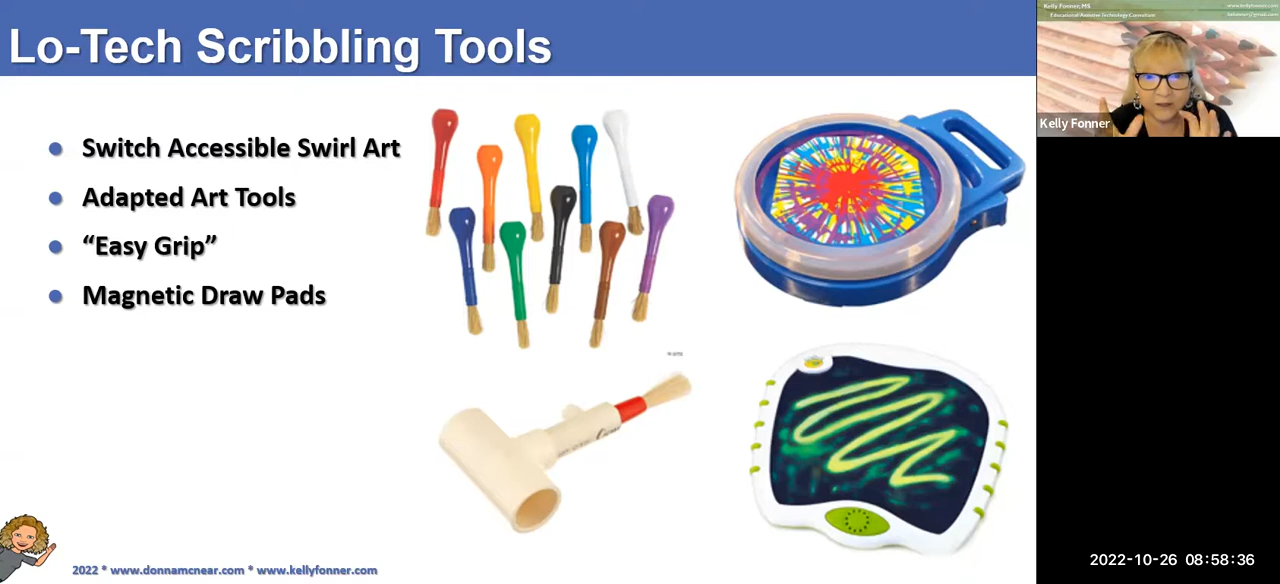 Lo-Tech Scribbling Tools
Switch Accessible Swirl Art
Adapted Art Tools
“Easy Grip”
Magnetic Draw Pads
2022 * www.donnamcnear.com * www.kellyfonner.com
Kelly Fonner, MS
www.kellyfonner.com
Educational Assistive Technology Consultant
kfonner@gmail.com
Kelly Fonner
2022-10-26 08:58:36